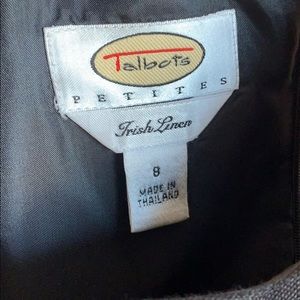 Talbots
PETITES
Irish Linen
8
MADE IN
THAILAND